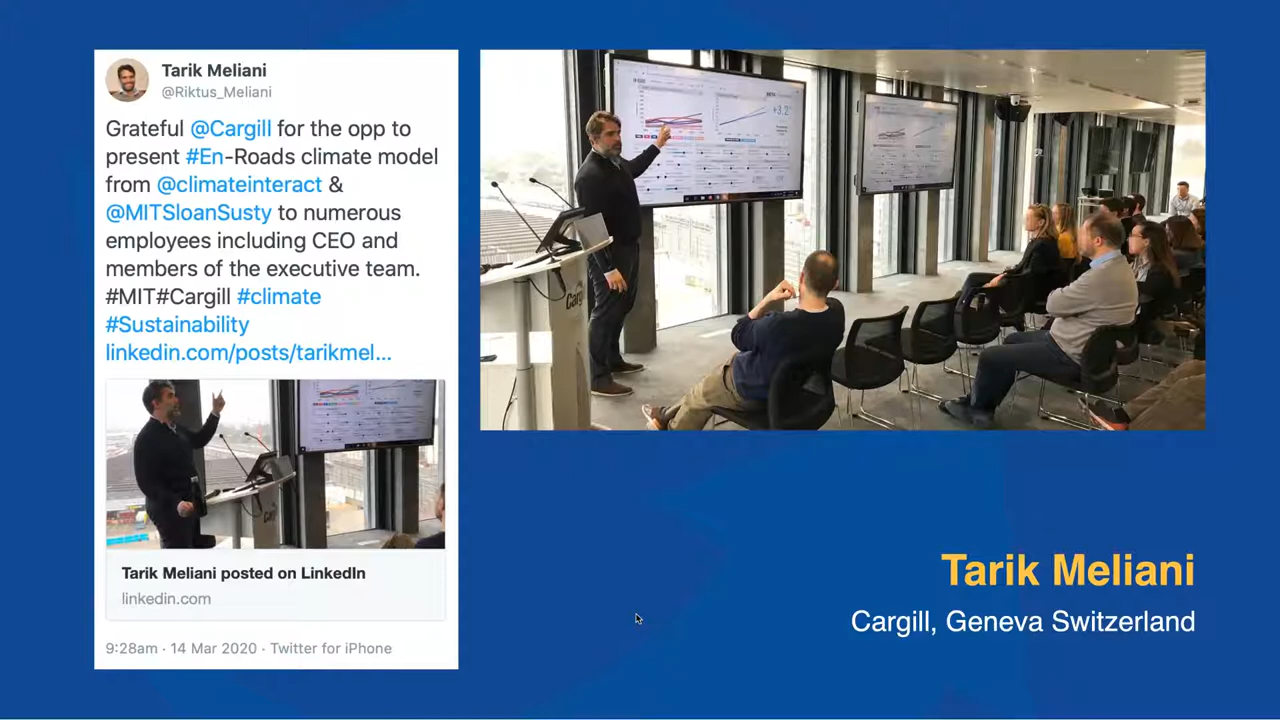 Tarik Meliani
@Riktus_Meliani
Grateful @Cargill for the opp to
present #En-Roads climate model
from @climateinteract &
@MITSloanSusty to numerous
employees including CEO and
members of the executive team.
#MIT#Cargill #climate
#Sustainability
linkedin.com/posts/tarikmel...
Tarik Meliani posted on LinkedIn
linkedin.com
9:28am · 14 Mar 2020 · Twitter for iPhone
Tarik Meliani
Cargill, Geneva Switzerland